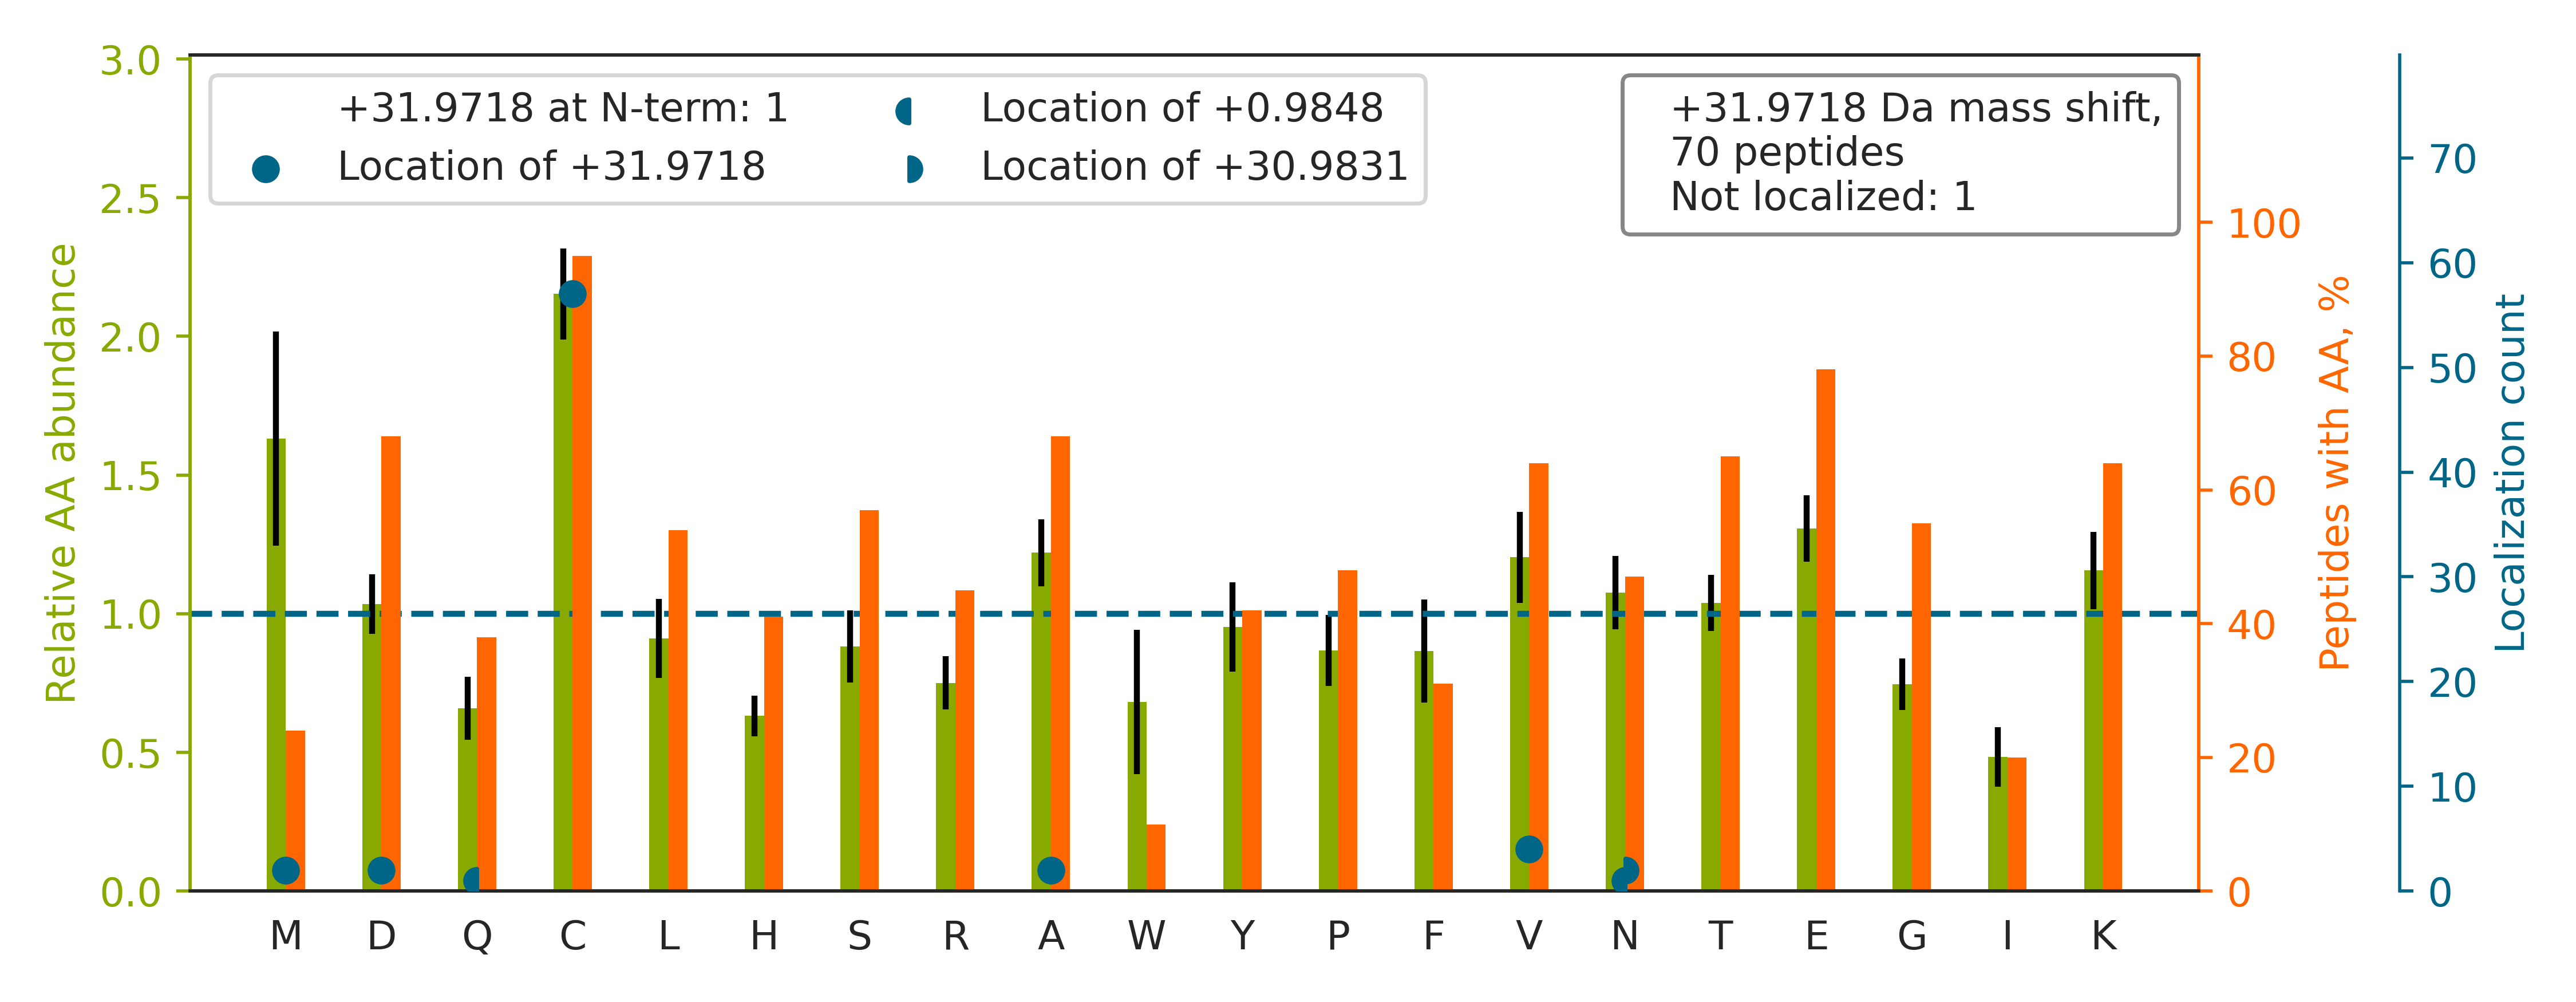 +31.9718 at N-term: 1
Location of +31.9718
Location of +0.9848
Location of +30.9831
+31.9718 Da mass shift,
70 peptides
Not localized: 1
Relative AA abundance
3.0
2.5
2.0
1.5
1.0
0.5
0.0
M D Q C L H S R A W Y P F V N T E G I K
100
80
60
40
20
0
Peptides with AA, %
70
60
50
40
30
20
10
0
Localization count